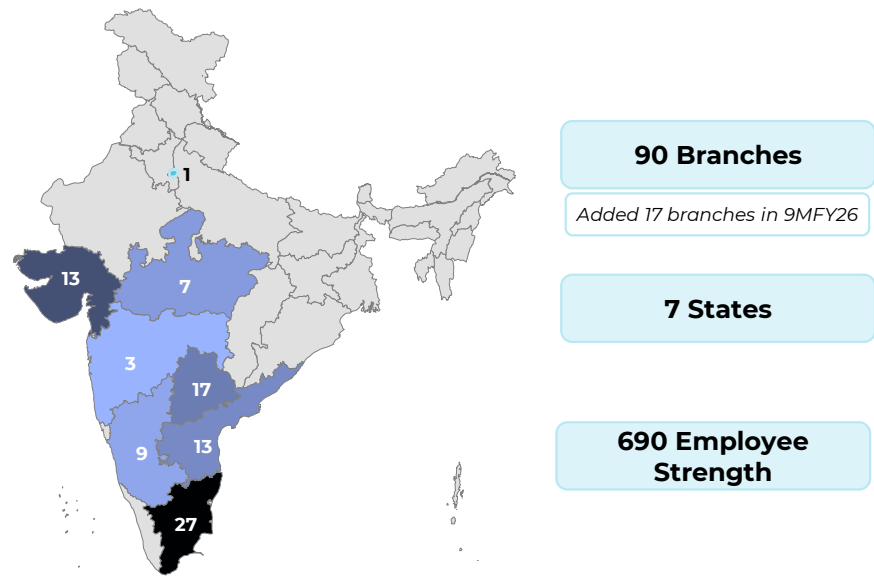 1
13
7
3
17
9
13
27
90 Branches
Added 17 branches in 9MFY26
7 States
690 Employee
Strength